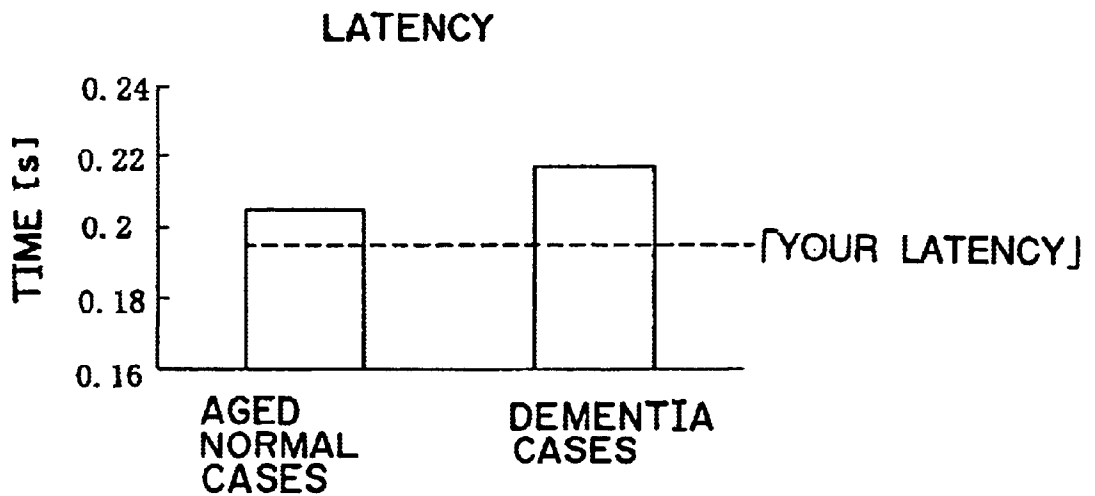 LATENCY
TIME [s]
0.24
0.22
0.2
0.18
0.16
「YOUR LATENCY」
AGED
NORMAL
CASES
DEMENTIA
CASES